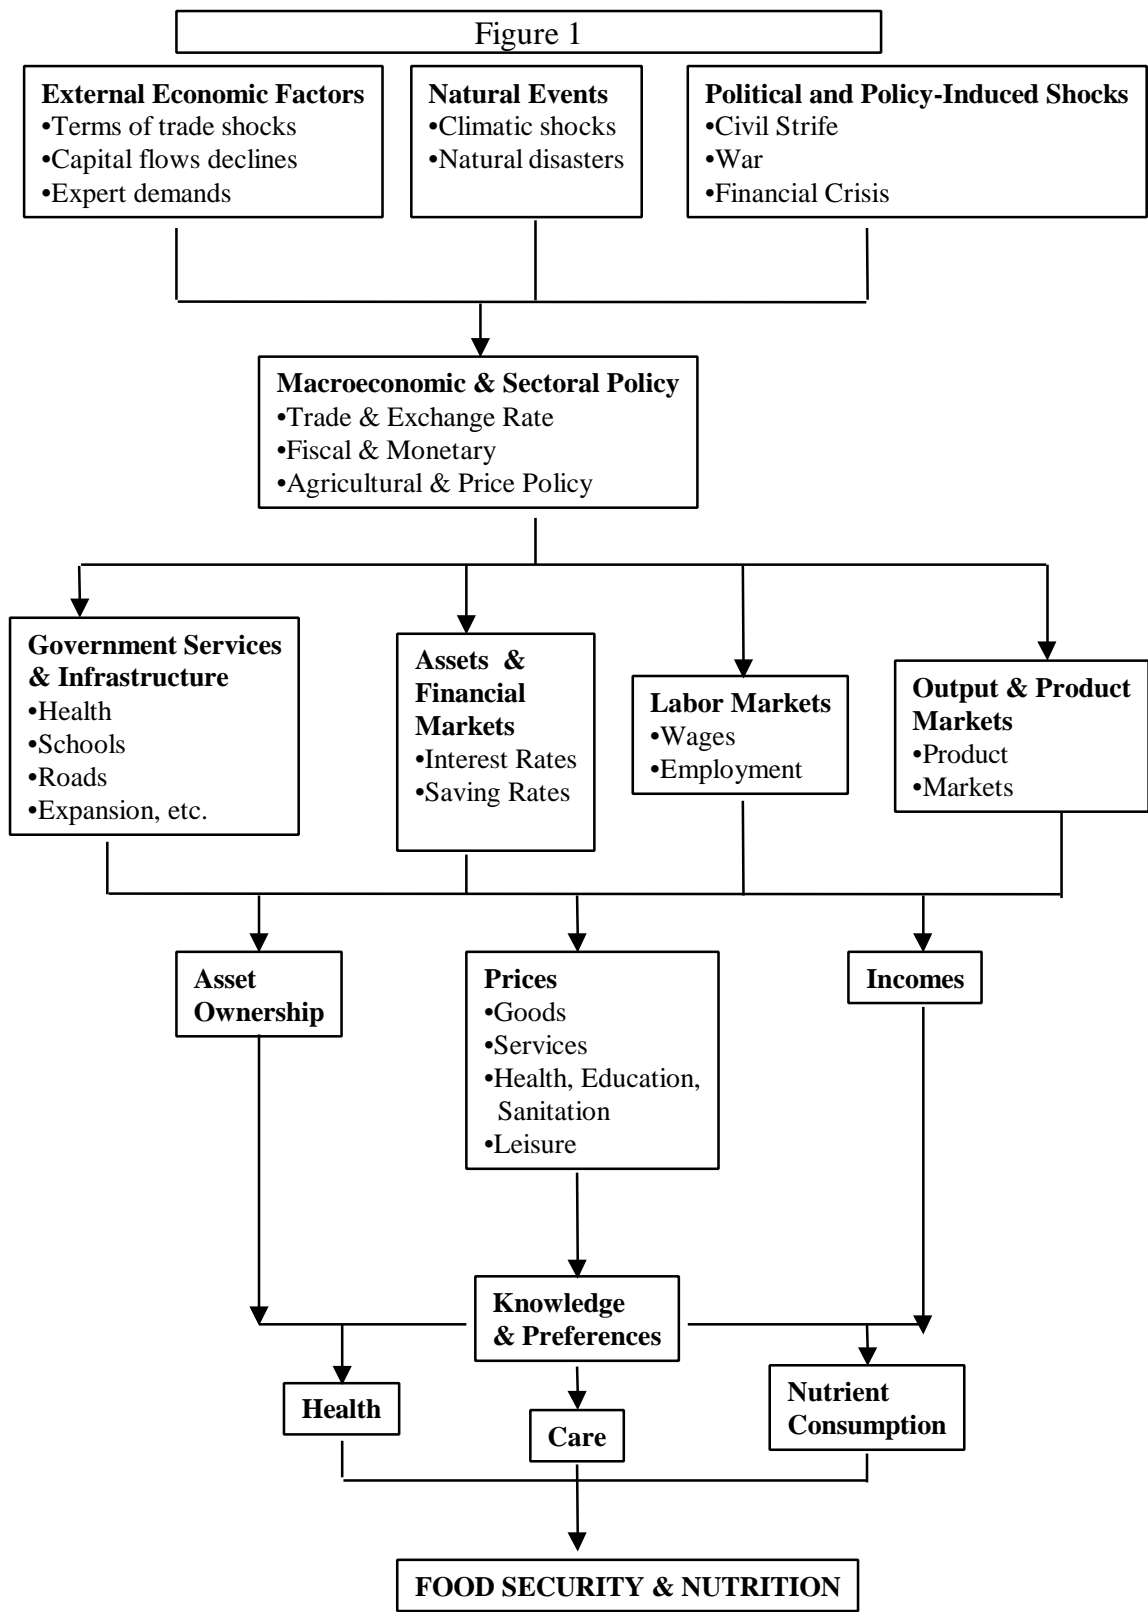 Figure 1
External Economic Factors
•Terms of trade shocks
•Capital flows declines
•Expert demands
Natural Events
•Climatic shocks
•Natural disasters
Political and Policy-Induced Shocks
•Civil Strife
•War
•Financial Crisis
Macroeconomic & Sectoral Policy
•Trade & Exchange Rate
•Fiscal & Monetary
•Agricultural & Price Policy
Government Services
& Infrastructure
•Health
•Schools
•Roads
•Expansion, etc.
Assets &
Financial
Markets
•Interest Rates
•Saving Rates
Labor Markets
•Wages
•Employment
Output & Product
Markets
•Product
•Markets
Asset
Ownership
Prices
•Goods
•Services
•Health, Education,
Sanitation
•Leisure
Incomes
Knowledge
& Preferences
Health
Care
Nutrient
Consumption
FOOD SECURITY & NUTRITION